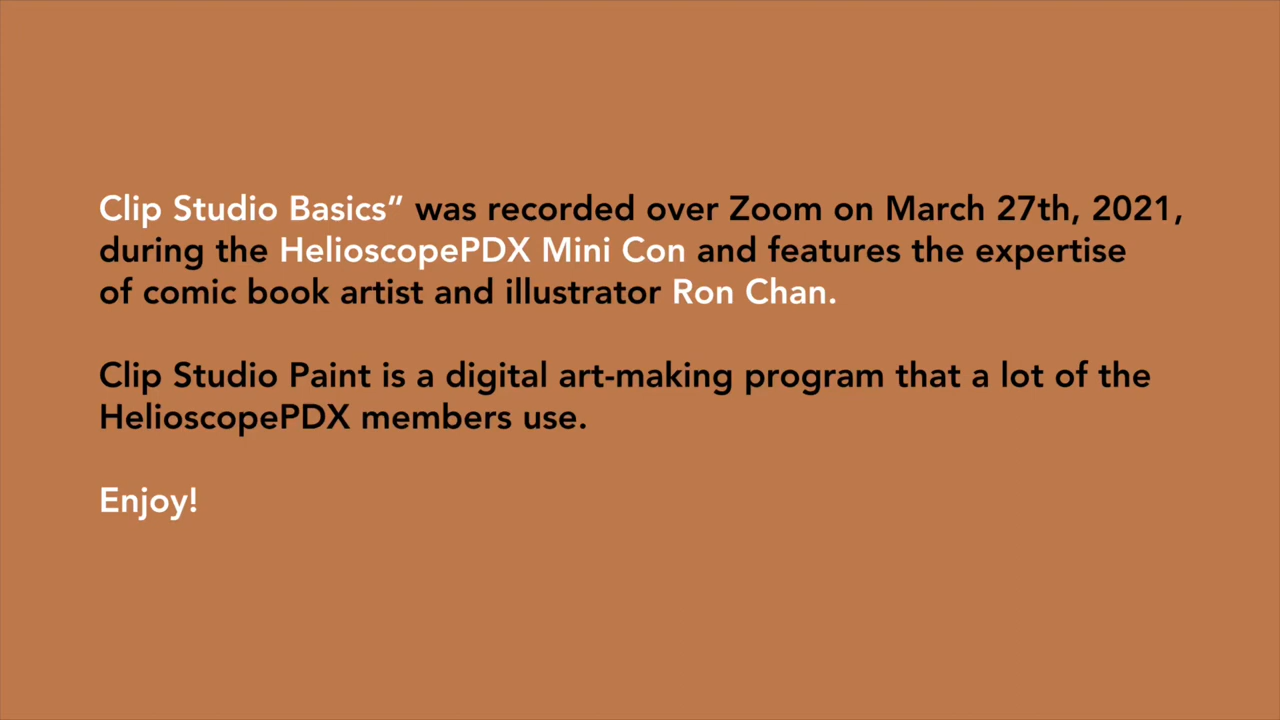 Clip Studio Basics” was recorded over Zoom on March 27th, 2021,
during the HelioscopePDX Mini Con and features the expertise
of comic book artist and illustrator Ron Chan.
Clip Studio Paint is a digital art-making program that a lot of the
HelioscopePDX members use.
Enjoy!